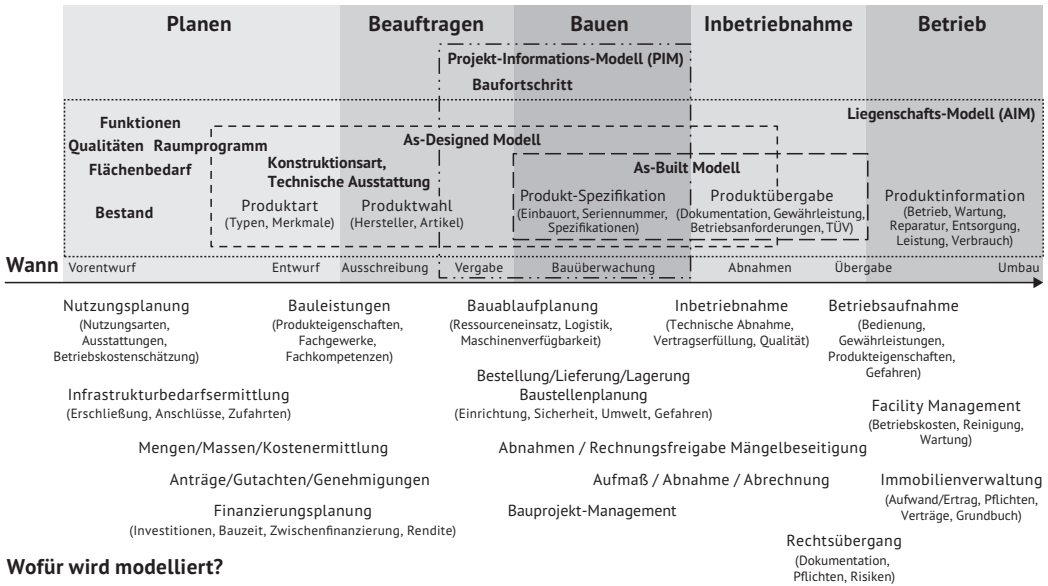 Planen Beauftragen Bauen Inbetriebnahme Betrieb
Projekt-Informations-Modell (PIM)
Baufortschritt
Liegenschafts-Modell (AIM)
Funktionen
Qualitäten Raumprogramm
Flächenbedarf
Bestand
As-Designed Modell
Konstruktionsart,
Technische Ausstattung
As-Built Modell
Produktart
(Typen, Merkmale)
Produktwahl
(Hersteller, Artikel)
Produkt-Spezifikation
(Einbauort, Seriennummer,
Spezifikationen)
Produktübergabe
(Dokumentation, Gewährleistung,
Betriebsanforderungen, TÜV)
Produktinformation
(Betrieb, Wartung,
Reparatur, Entsorgung,
Leistung, Verbrauch)
Wann Vorentwurf Entwurf Ausschreibung Vergabe Bauüberwachung Abnahmen Übergabe Umbau
Nutzungsplanung
(Nutzungsarten,
Ausstattungen,
Betriebskostenschätzung)
Bauleistungen
(Produkteigenschaften,
Fachgewerke,
Fachkompetenzen)
Bauablaufplanung
(Ressourceneinsatz, Logistik,
Maschinenverfügbarkeit)
Inbetriebnahme
(Technische Abnahme,
Vertragserfüllung, Qualität)
Betriebsaufnahme
(Bedienung,
Gewährleistungen,
Produkteigenschaften,
Gefahren)
Infrastrukturbedarfsermittlung
(Erschließung, Anschlüsse, Zufahrten)
Bestellung/Lieferung/Lagerung
Baustellenplanung
(Einrichtung, Sicherheit, Umwelt, Gefahren)
Facility Management
(Betriebskosten, Reinigung,
Wartung)
Mengen/Massen/Kostenermittlung
Abnahmen / Rechnungsfreigabe Mängelbeseitigung
Anträge/Gutachten/Genehmigungen
Aufmaß / Abnahme / Abrechnung
Immobilienverwaltung
(Aufwand/Ertrag, Pflichten,
Verträge, Grundbuch)
Finanzierungsplanung
(Investitionen, Bauzeit, Zwischenfinanzierung, Rendite)
Bauprojekt-Management
Rechtsübergang
(Dokumentation,
Pflichten, Risiken)
Wofür wird modelliert?